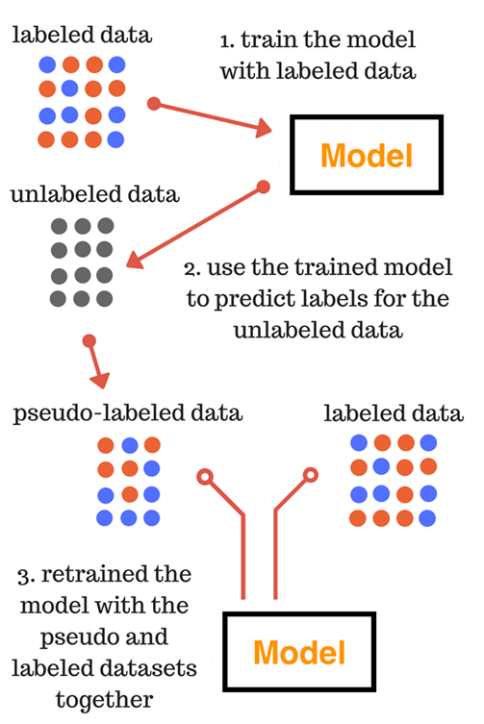 labeled data
1. train the model
with labeled data
Model
unlabeled data
2. use the trained model
to predict labels for the
unlabeled data
pseudo-labeled data
labeled data
3. retrained the
model with the
pseudo and
labeled datasets
together
Model